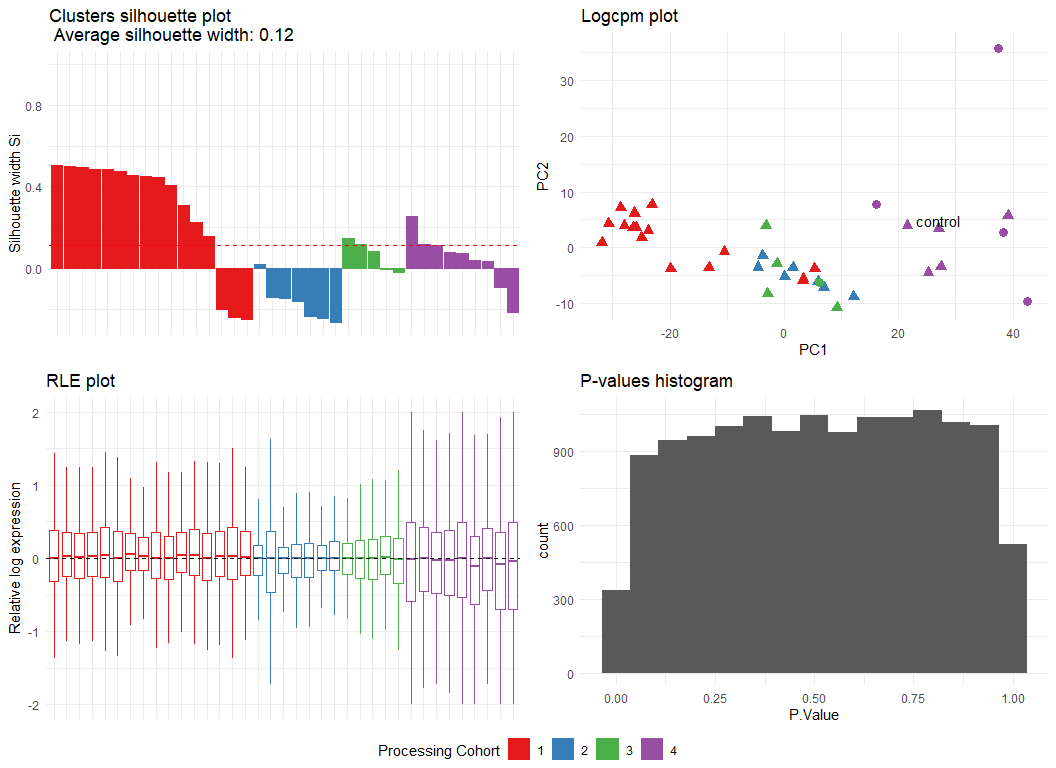 Clusters silhouette plot
Average silhouette width: 0.12
Silhouette width Si
0.8
0.4
0.0
Logcpm plot
PC2
30
20
10
0
-10
control
-20
0
20
40
PC1
RLE plot
Relative log expression
2
1
0
-1
-2
P-values histogram
count
900
600
300
0
0.00
0.25
0.50
0.75
1.00
P.Value
Processing Cohort 1 2 3 4